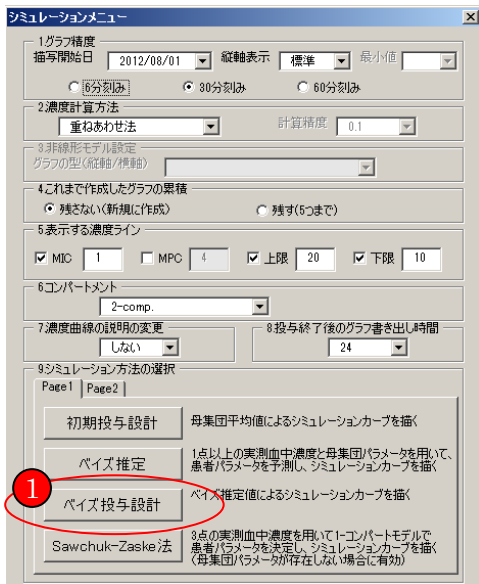 シミュレーションメニュー
1グラフ精度
描写開始日 2012/08/01 縦軸表示 標準 最小値
6分刻み 30分刻み 60分刻み
2濃度計算方法
重ねあわせ法 計算精度 0.1
3.非線形モデル設定
グラフの型(縦軸/横軸)
4これまで作成したグラフの累積
残さない(新規に作成) 残す(5つまで)
5表示する濃度ライン
MIC 1 MPC 4 上限 20 下限 10
6コンパートメント
2-comp.
7濃度曲線の説明の変更 8投与終了後のグラフ書き出し時間
しない 24
9シミュレーション方法の選択
Page1 Page2
初期投与設計 母集団平均値によるシミュレーションカーブを描く
ベイズ推定 1点以上の実測血中濃度と母集団パラメータを用いて、
患者パラメータを予測し、シミュレーションカーブを描く
1
ベイズ投与設計 ベイズ推定値によるシミュレーションカーブを描く
Sawchuk-Zaske法 3点の実測血中濃度を用いて1-コンパートモデルで
患者パラメータを決定し、シミュレーションカーブを描く
(母集団パラメータが存在しない場合に有効)